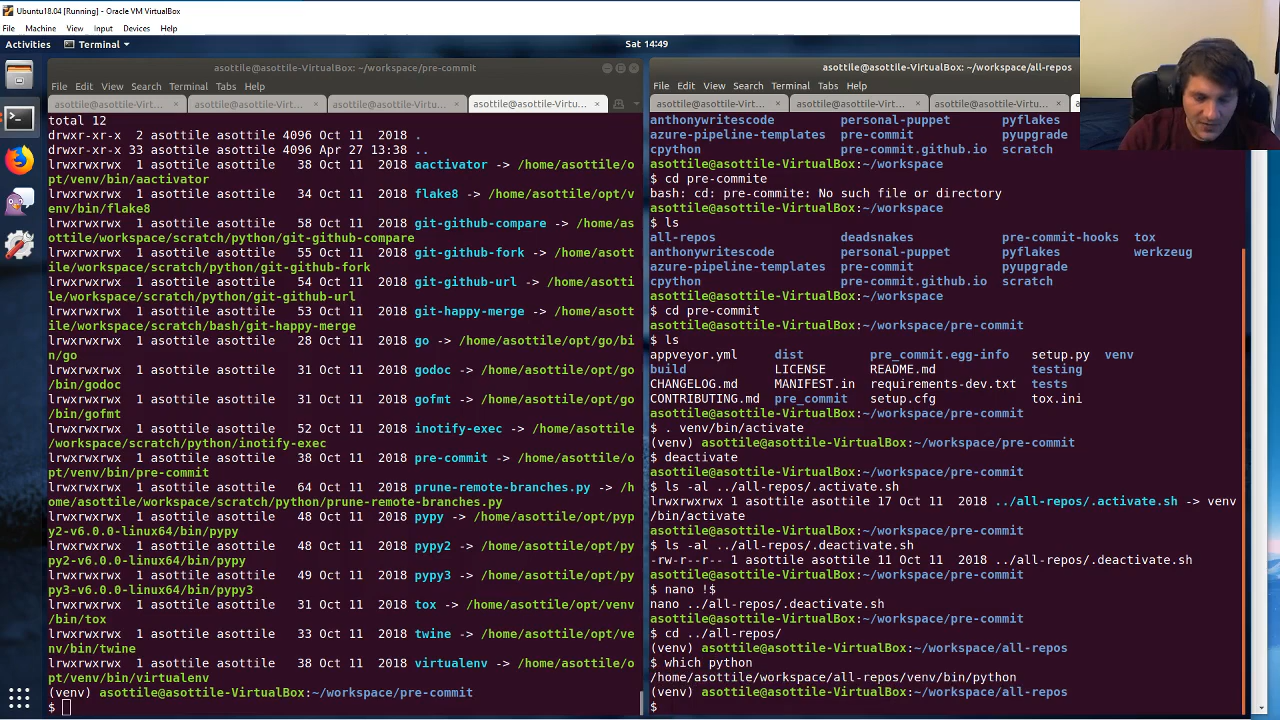 Ubuntu18.04 [Running] - Oracle VM VirtualBox
File Machine View Input Devices Help
Activities Terminal Sat 14:49
asottile@asottile-VirtualBox: ~/workspace/pre-commit
File Edit View Search Terminal Tabs Help
asottile@asottile-Virt... × asottile@asottile-Virt... × asottile@asottile-Virt... × asottile@asottile-Virtu... ×
total 12
drwxr-xr-x 2 asottile asottile 4096 Oct 11 2018 .
drwxr-xr-x 33 asottile asottile 4096 Apr 27 13:38 ..
lrwxrwxrwx 1 asottile asottile 38 Oct 11 2018 aactivator -> /home/asottile/o
pt/venv/bin/aactivator
lrwxrwxrwx 1 asottile asottile 34 Oct 11 2018 flake8 -> /home/asottile/opt/v
env/bin/flake8
lrwxrwxrwx 1 asottile asottile 58 Oct 11 2018 git-github-compare -> /home/as
ottile/workspace/scratch/python/git-github-compare
lrwxrwxrwx 1 asottile asottile 55 Oct 11 2018 git-github-fork -> /home/asott
ile/workspace/scratch/python/git-github-fork
lrwxrwxrwx 1 asottile asottile 54 Oct 11 2018 git-github-url -> /home/asotti
le/workspace/scratch/python/git-github-url
lrwxrwxrwx 1 asottile asottile 53 Oct 11 2018 git-happy-merge -> /home/asott
ile/workspace/scratch/bash/git-happy-merge
lrwxrwxrwx 1 asottile asottile 28 Oct 11 2018 go -> /home/asottile/opt/go/bi
n/go
lrwxrwxrwx 1 asottile asottile 31 Oct 11 2018 godoc -> /home/asottile/opt/go
/bin/godoc
lrwxrwxrwx 1 asottile asottile 31 Oct 11 2018 gofmt -> /home/asottile/opt/go
/bin/gofmt
lrwxrwxrwx 1 asottile asottile 52 Oct 11 2018 inotify-exec -> /home/asottile
/workspace/scratch/python/inotify-exec
lrwxrwxrwx 1 asottile asottile 38 Oct 11 2018 pre-commit -> /home/asottile/o
pt/venv/bin/pre-commit
lrwxrwxrwx 1 asottile asottile 64 Oct 11 2018 prune-remote-branches.py -> /h
ome/asottile/workspace/scratch/python/prune-remote-branches.py
lrwxrwxrwx 1 asottile asottile 48 Oct 11 2018 pypy -> /home/asottile/opt/pyp
y2-v6.0.0-linux64/bin/pypy
lrwxrwxrwx 1 asottile asottile 48 Oct 11 2018 pypy2 -> /home/asottile/opt/py
py2-v6.0.0-linux64/bin/pypy
lrwxrwxrwx 1 asottile asottile 49 Oct 11 2018 pypy3 -> /home/asottile/opt/py
py3-v6.0.0-linux64/bin/pypy3
lrwxrwxrwx 1 asottile asottile 31 Oct 11 2018 tox -> /home/asottile/opt/venv
/bin/tox
lrwxrwxrwx 1 asottile asottile 33 Oct 11 2018 twine -> /home/asottile/opt/ve
nv/bin/twine
lrwxrwxrwx 1 asottile asottile 38 Oct 11 2018 virtualenv -> /home/asottile/o
pt/venv/bin/virtualenv
(venv) asottile@asottile-VirtualBox:~/workspace/pre-commit
$
asottile@asottile-VirtualBox: ~/workspace/all-repos
File Edit View Search Terminal Tabs Help
asottile@asottile-Virt... × asottile@asottile-Virt... × asottile@asottile-Virt... ×
anthonywritescode personal-puppet pyflakes
azure-pipeline-templates pre-commit pyupgrade
cpython pre-commit.github.io scratch
asottile@asottile-VirtualBox:~/workspace
$ cd pre-commite
bash: cd: pre-commite: No such file or directory
asottile@asottile-VirtualBox:~/workspace
$ ls
all-repos deadsnakes pre-commit-hooks tox
anthonywritescode personal-puppet pyflakes werkzeug
azure-pipeline-templates pre-commit pyupgrade
cpython pre-commit.github.io scratch
asottile@asottile-VirtualBox:~/workspace
$ cd pre-commit
asottile@asottile-VirtualBox:~/workspace/pre-commit
$ ls
appveyor.yml dist pre_commit.egg-info setup.py venv
build LICENSE README.md testing
CHANGELOG.md MANIFEST.in requirements-dev.txt tests
CONTRIBUTING.md pre_commit setup.cfg tox.ini
asottile@asottile-VirtualBox:~/workspace/pre-commit
$ . venv/bin/activate
(venv) asottile@asottile-VirtualBox:~/workspace/pre-commit
$ deactivate
asottile@asottile-VirtualBox:~/workspace/pre-commit
$ ls -al ../all-repos/.activate.sh
lrwxrwxrwx 1 asottile asottile 17 Oct 11 2018 ../all-repos/.activate.sh -> venv
/bin/activate
asottile@asottile-VirtualBox:~/workspace/pre-commit
$ ls -al ../all-repos/.deactivate.sh
-rw-r--r-- 1 asottile asottile 11 Oct 11 2018 ../all-repos/.deactivate.sh
asottile@asottile-VirtualBox:~/workspace/pre-commit
$ nano !$
nano ../all-repos/.deactivate.sh
asottile@asottile-VirtualBox:~/workspace/pre-commit
$ cd ../all-repos/
(venv) asottile@asottile-VirtualBox:~/workspace/all-repos
$ which python
/home/asottile/workspace/all-repos/venv/bin/python
(venv) asottile@asottile-VirtualBox:~/workspace/all-repos
$